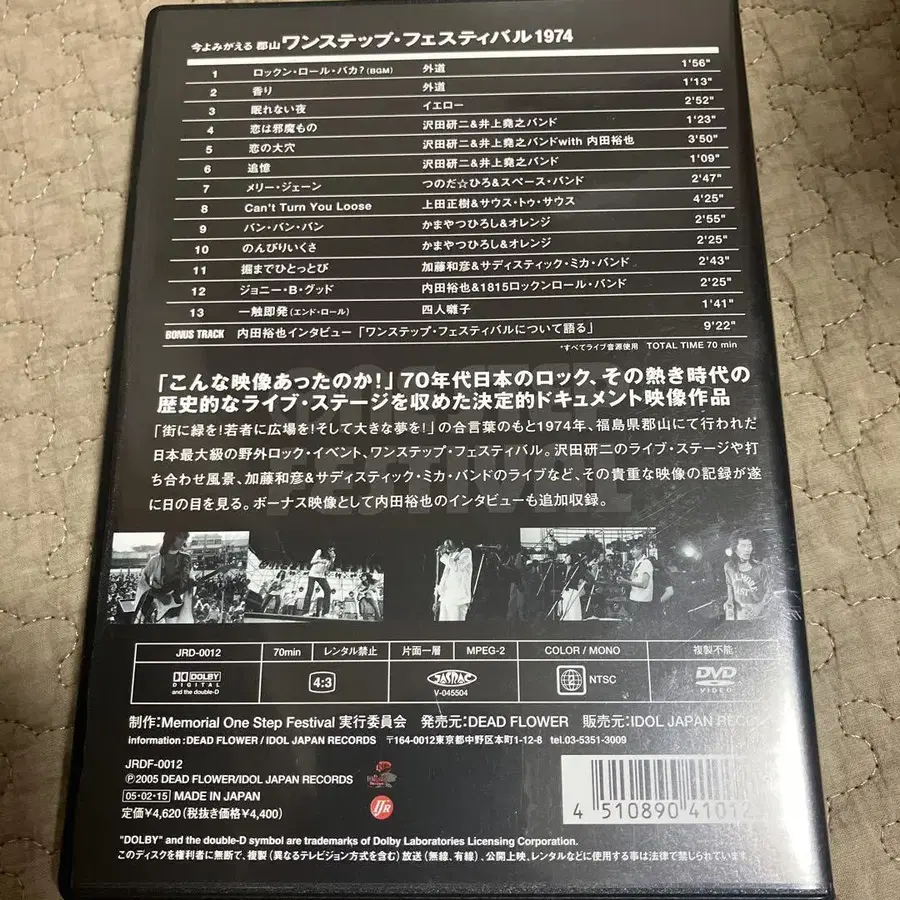 今よみがえる 郡山 ワンステップ・フェスティバル1974
1 ロックン・ロール・バカ?(BGM) 外道 1'56"
2 香り 外道 1'13"
3 眠れない夜 イエロー 2'52"
4 恋は邪魔もの 沢田研二&井上堯之バンド 1'23"
5 恋の大穴 沢田研二&井上堯之バンドwith 内田裕也 3'50"
6 追憶 沢田研二&井上堯之バンド 1'09"
7 メリー・ジェーン つのだ☆ひろ&スペース・バンド 2'47"
8 Can't Turn You Loose 上田正樹&サウス・トゥ・サウス 4'25"
9 バン・バン・バン かまやつひろし&オレンジ 2'55"
10 のんびりいくさ かまやつひろし&オレンジ 2'25"
11 掘までひとっとび 加藤和彦&サディスティック・ミカ・バンド 2'43"
12 ジョニー・B・グッド 内田裕也&1815ロックンロール・バンド 2'25"
13 一触即発(エンド・ロール) 四人囃子 1'41"
BONUS TRACK 内田裕也インタビュー「ワンステップ・フェスティバルについて語る」 9'22"
*すべてライブ音源使用 TOTAL TIME 70 min
「こんな映像あったのか!」70年代日本のロック、その熱き時代の
歴史的なライブ・ステージを収めた決定的ドキュメント映像作品
「街に緑を!若者に広場を!そして大きな夢を!」の合言葉のもと1974年、福島県郡山にて行われた
日本最大級の野外ロック・イベント、ワンステップ・フェスティバル。沢田研二のライブ・ステージや打
ち合わせ風景、加藤和彦&サディスティック・ミカ・バンドのライブなど、その貴重な映像の記録が遂
に日の目を見る。ボーナス映像として内田裕也のインタビューも追加収録。
JRD-0012 70min レンタル禁止 片面一層 MPEG-2 COLOR / MONO 複製不能
DOLBY DIGITAL and the double-D 4:3 JASRAC V-045504 2 NTSC DVD VIDEO
制作:Memorial One Step Festival 実行委員会 発売元:DEAD FLOWER 販売元:IDOL JAPAN RECO
information : DEAD FLOWER / IDOL JAPAN RECORDS 〒164-0012東京都中野区本町1-12-8 tel.03-5351-3009
JRDF-0012
Ⓟ2005 DEAD FLOWER/IDOL JAPAN RECORDS
05・02・15 MADE IN JAPAN
定価¥4,620(税抜き価格¥4,400)
IJR
4 510890 41012
"DOLBY" and the double-D symbol are trademarks of Dolby Laboratories Licensing Corporation.
このディスクを権利者に無断で、複製(異なるテレビジョン方式を含む)放送(無線、有線)、公開上映、レンタルなどに使用する事は法律で禁じられています。